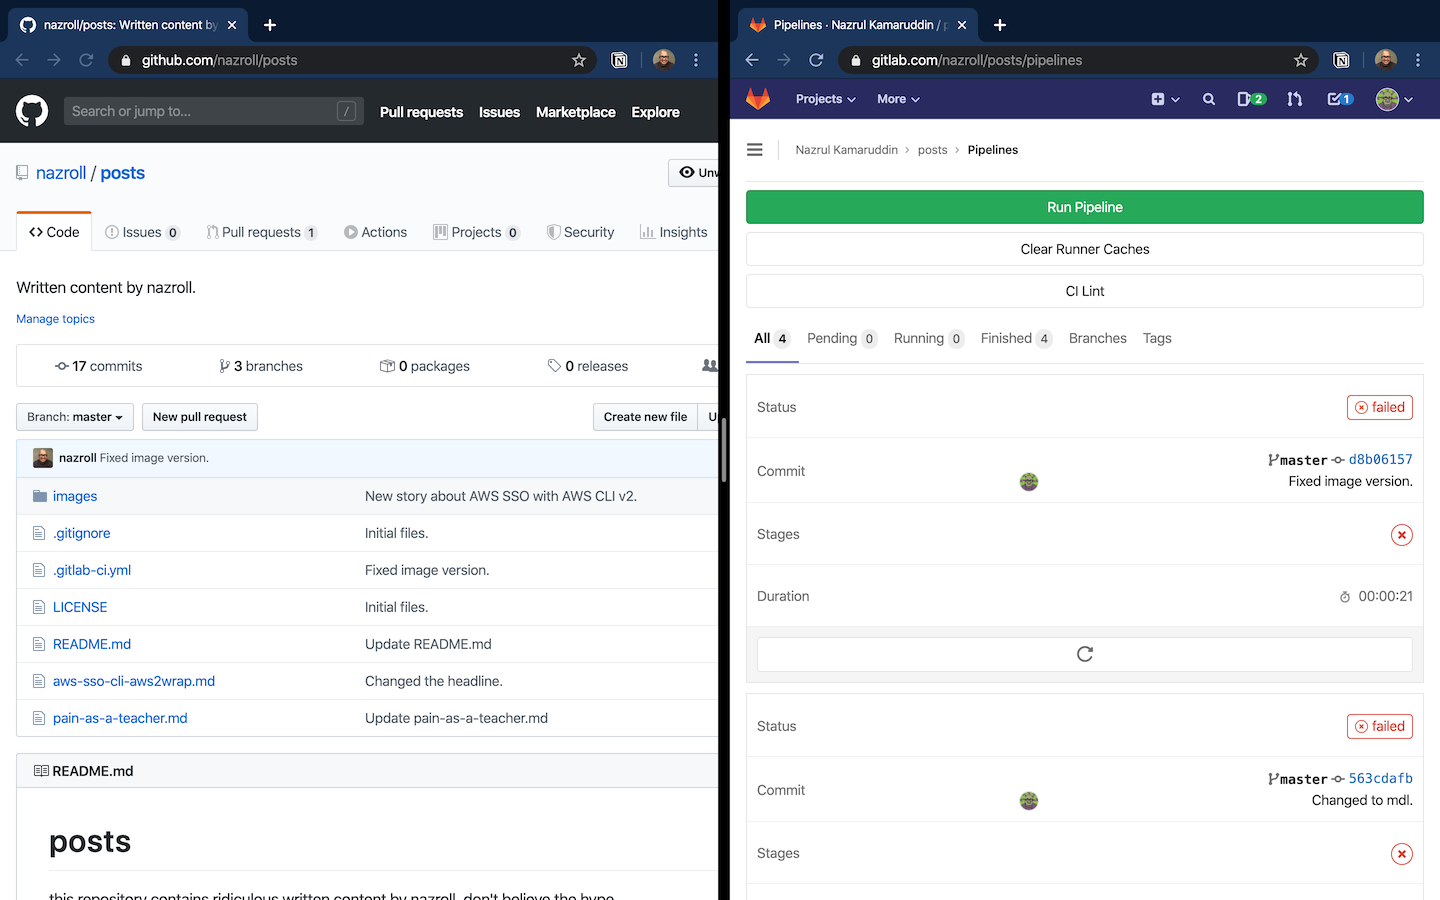 nazroll/posts: Written content by
github.com/nazroll/posts
Search or jump to... /
Pull requests Issues Marketplace Explore
nazroll / posts
Code Issues 0 Pull requests 1 Actions Projects 0 Security Insights
Written content by nazroll.
Manage topics
17 commits 3 branches 0 packages 0 releases
Branch: master New pull request Create new file
nazroll Fixed image version.
images New story about AWS SSO with AWS CLI v2.
.gitignore Initial files.
.gitlab-ci.yml Fixed image version.
LICENSE Initial files.
README.md Update README.md
aws-sso-cli-aws2wrap.md Changed the headline.
pain-as-a-teacher.md Update pain-as-a-teacher.md
README.md
posts
this repository contains ridiculous written content by nazroll. don't believe the hype.
Pipelines · Nazrul Kamaruddin /
gitlab.com/nazroll/posts/pipelines
Projects More 2 1
Nazrul Kamaruddin > posts > Pipelines
Run Pipeline
Clear Runner Caches
CI Lint
All 4 Pending 0 Running 0 Finished 4 Branches Tags
Status failed
Commit master d8b06157
Fixed image version.
Stages
Duration 00:00:21
Status failed
Commit master 563cdafb
Changed to mdl.
Stages